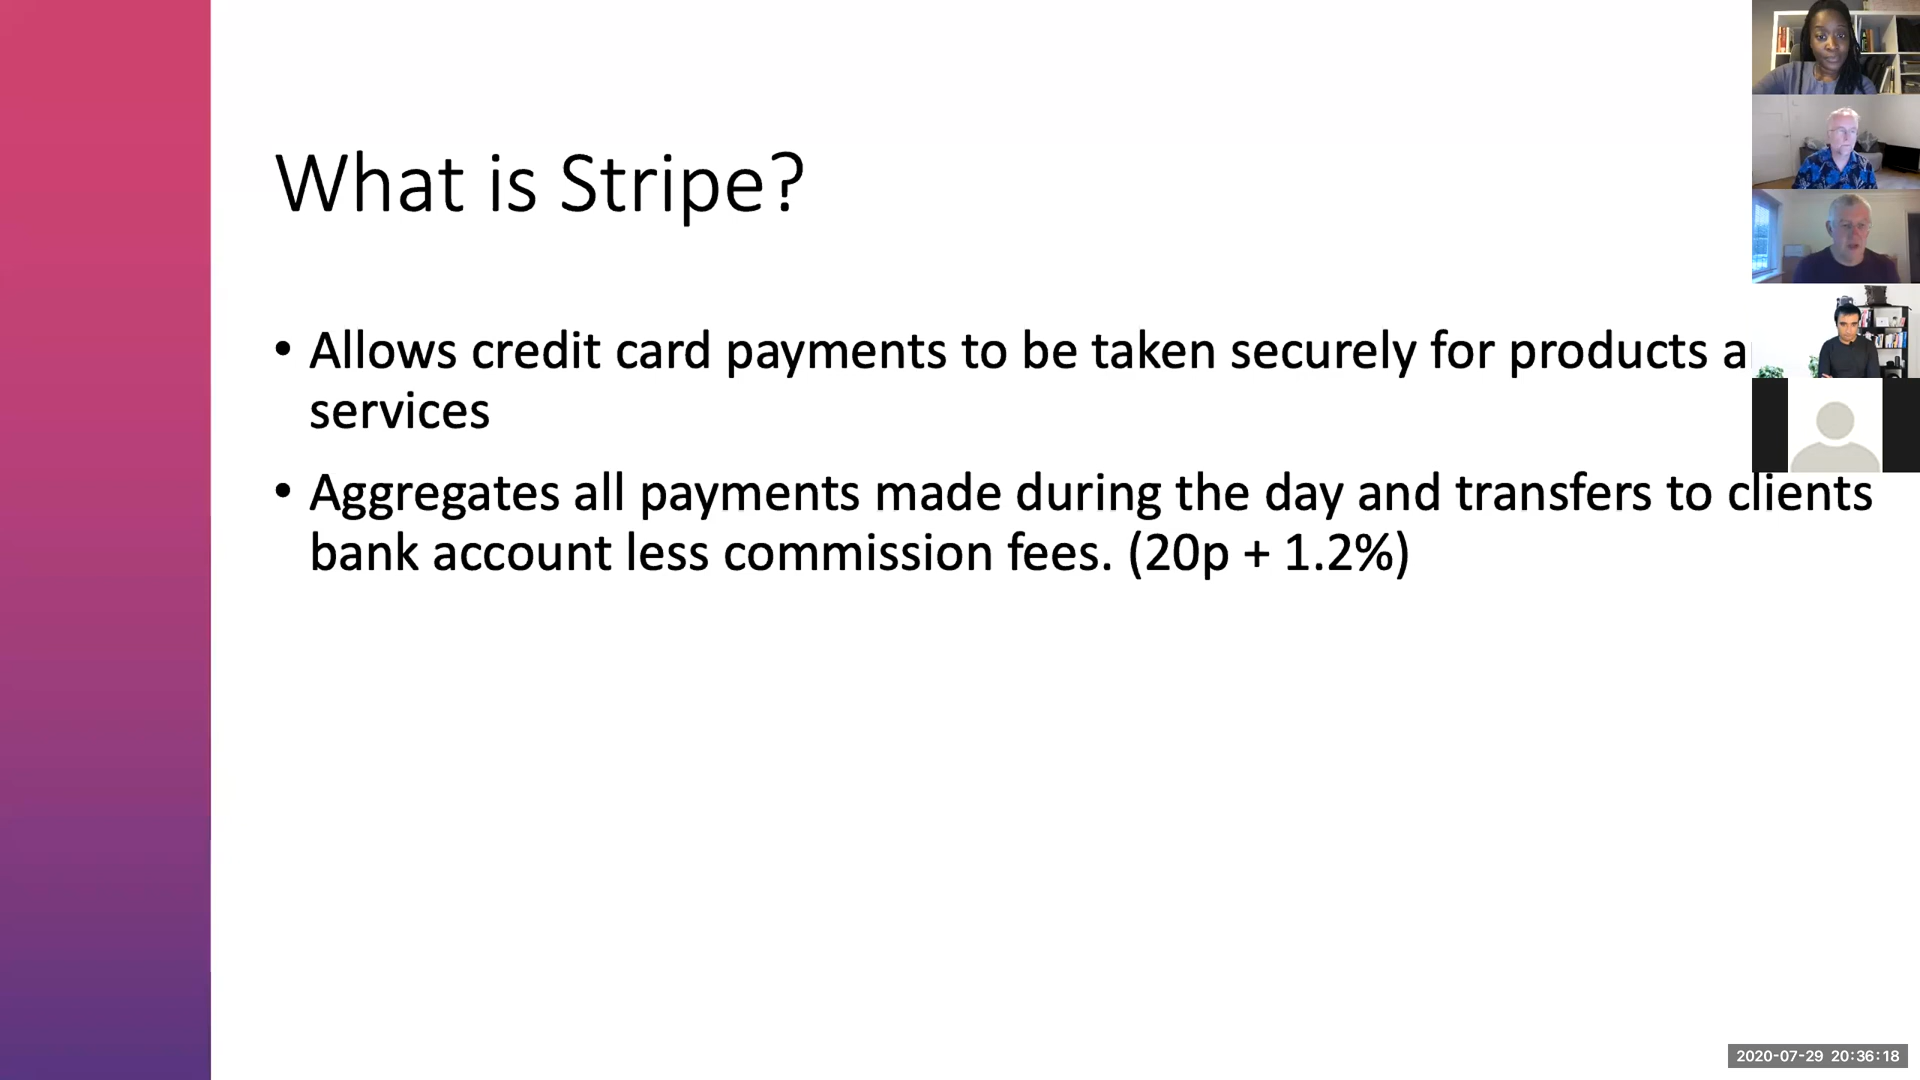 What is Stripe?
• Allows credit card payments to be taken securely for products
services
• Aggregates all payments made during the day and transfers to clients
bank account less commission fees. (20p + 1.2%)
2020-07-29 20:36:18